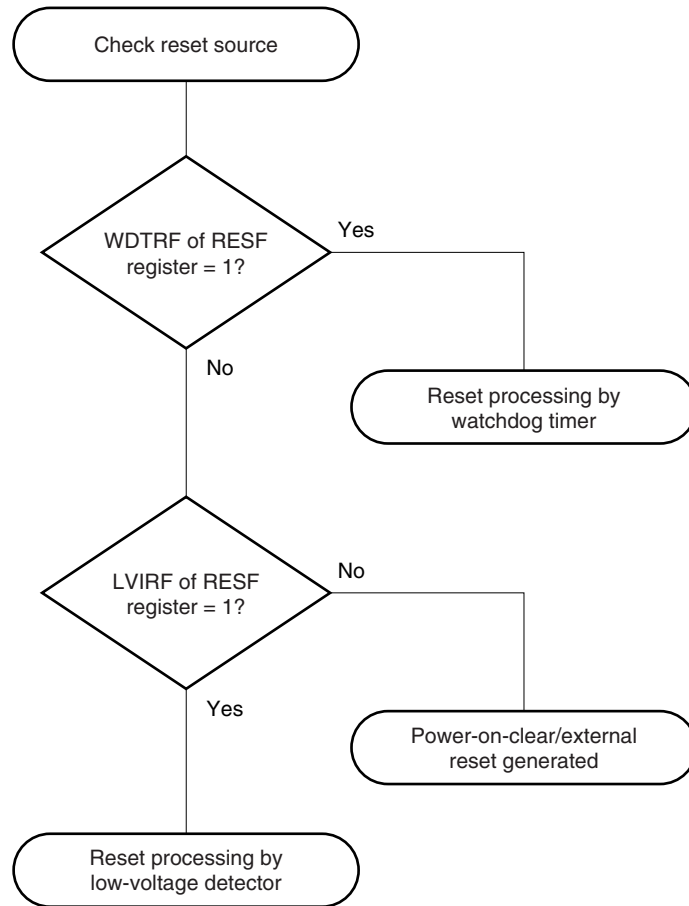 Check reset source
WDTRF of RESF
register = 1?
Yes
No
Reset processing by
watchdog timer
LVIRF of RESF
register = 1?
No
Yes
Power-on-clear/external
reset generated
Reset processing by
low-voltage detector